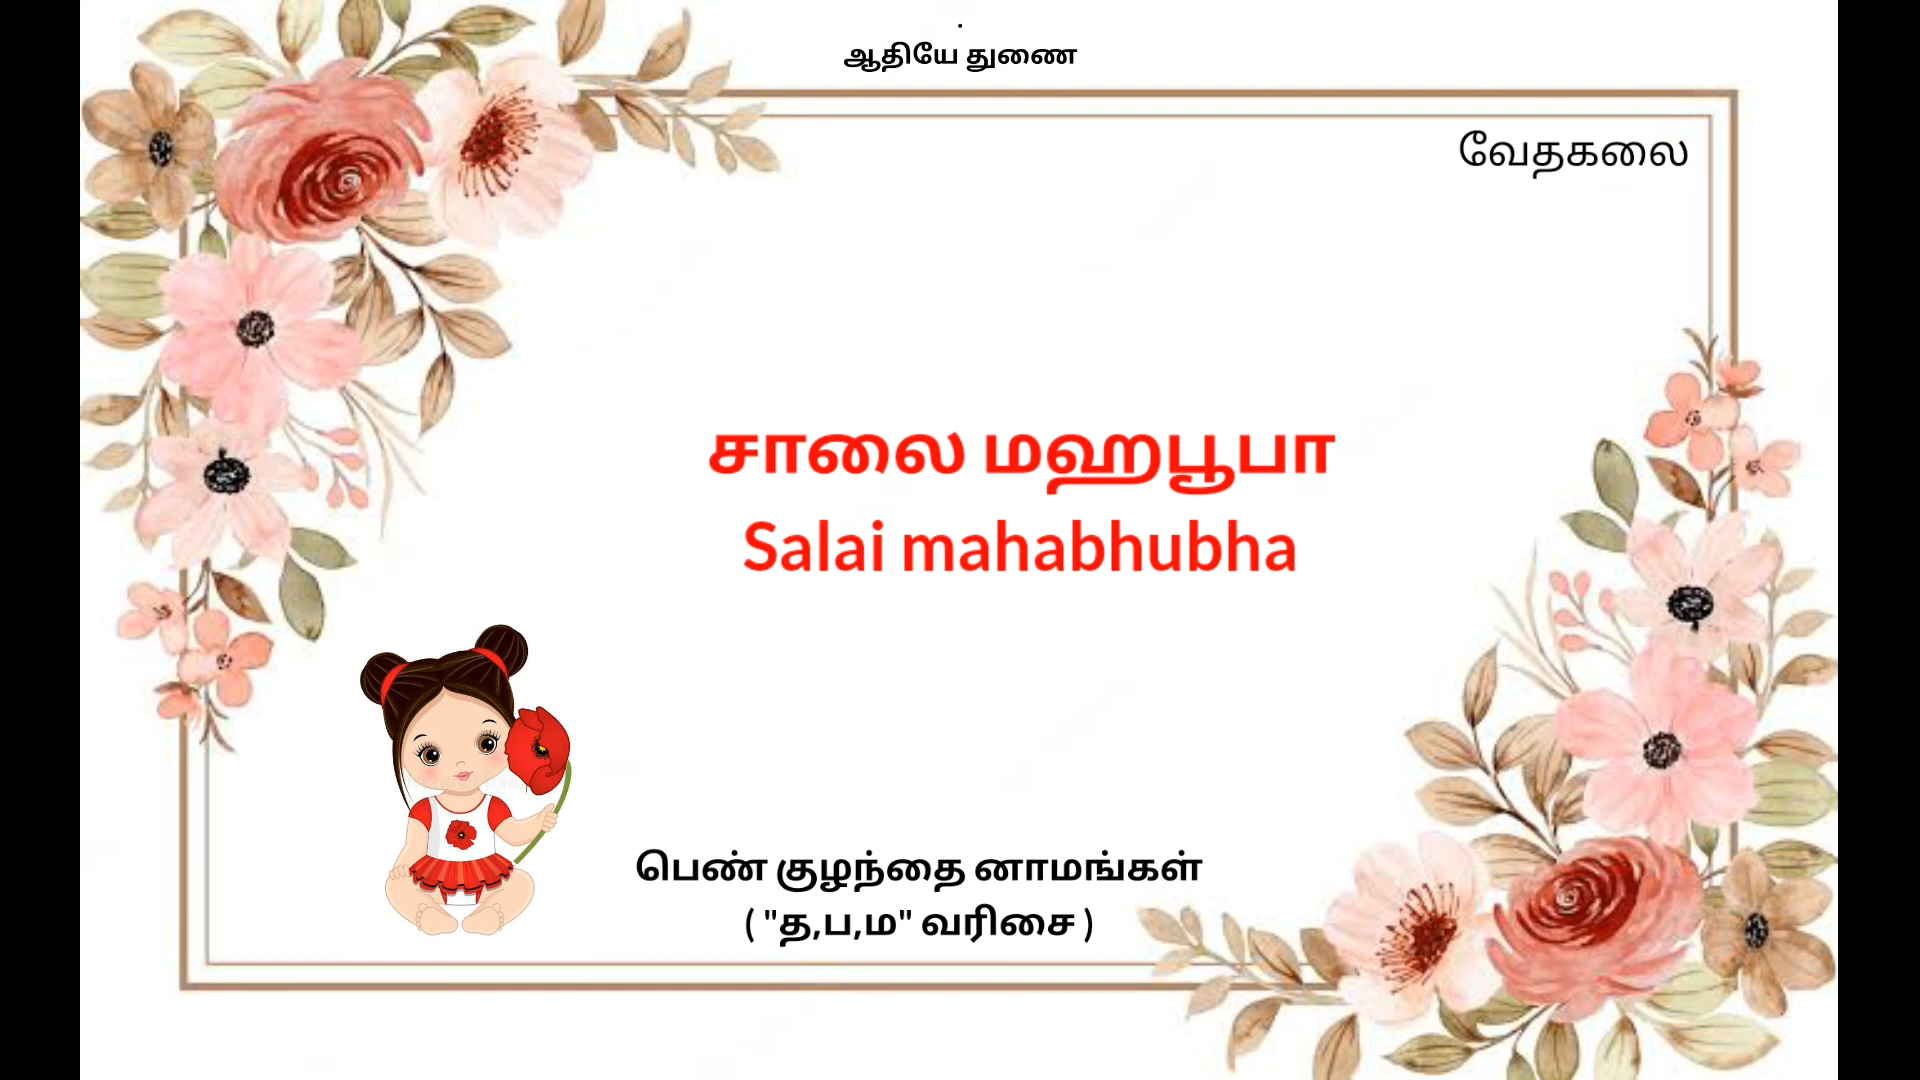 .
ஆதியே துணை
வேதகலை
சாலை மஹபூபா
Salai mahabhubha
பெண் குழந்தை னாமங்கள்
( "த,ப,ம" வரிசை )